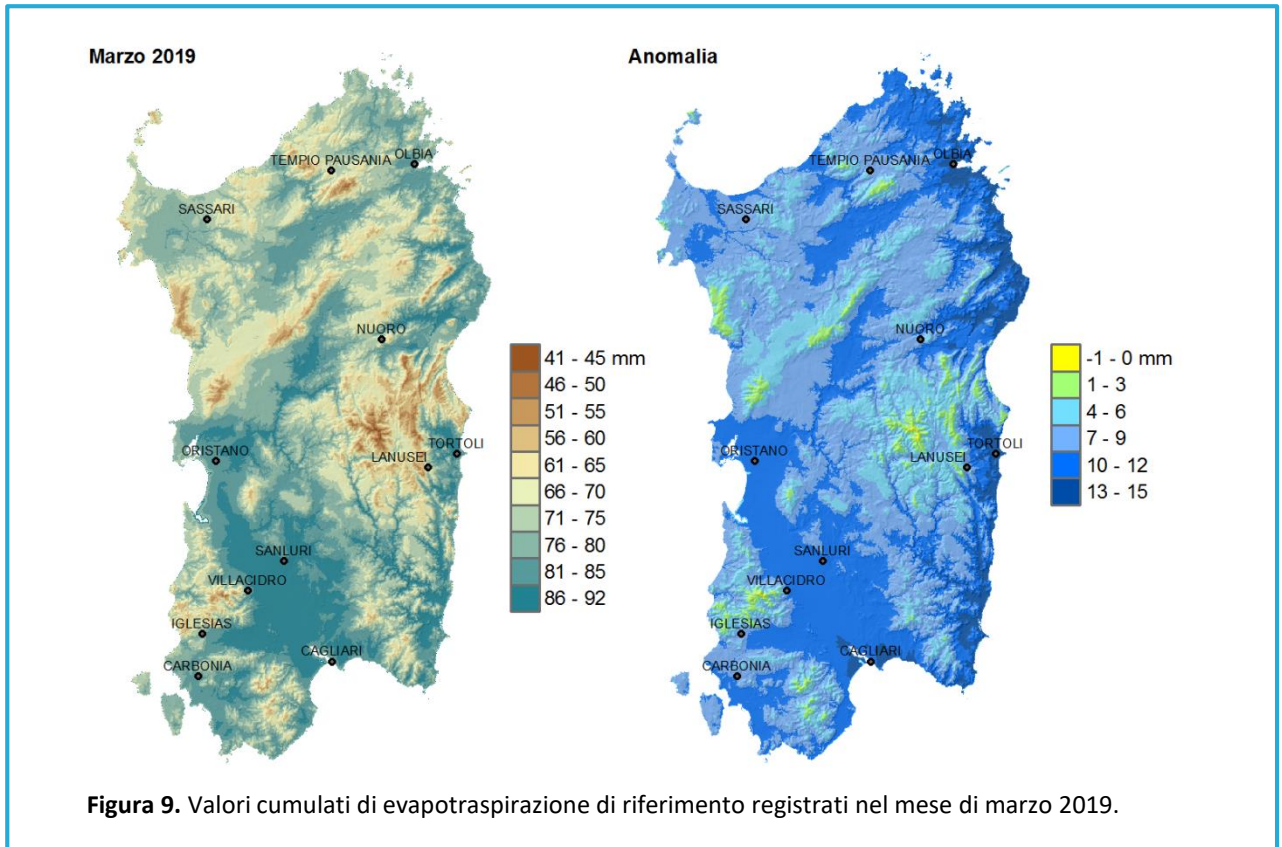 Marzo 2019
TEMPIO PAUSANIA
OLBIA
SASSARI
NUORO
ORISTANO
TORTOLI
LANUSEI
SANLURI
VILLACIDRO
IGLESIAS
CAGLIARI
CARBONIA
41 - 45 mm
46 - 50
51 - 55
56 - 60
61 - 65
66 - 70
71 - 75
76 - 80
81 - 85
86 - 92
Anomalia
TEMPIO PAUSANIA
OLBIA
SASSARI
NUORO
ORISTANO
TORTOLI
LANUSEI
SANLURI
VILLACIDRO
IGLESIAS
CAGLIARI
CARBONIA
-1 - 0 mm
1 - 3
4 - 6
7 - 9
10 - 12
13 - 15
Figura 9. Valori cumulati di evapotraspirazione di riferimento registrati nel mese di marzo 2019.